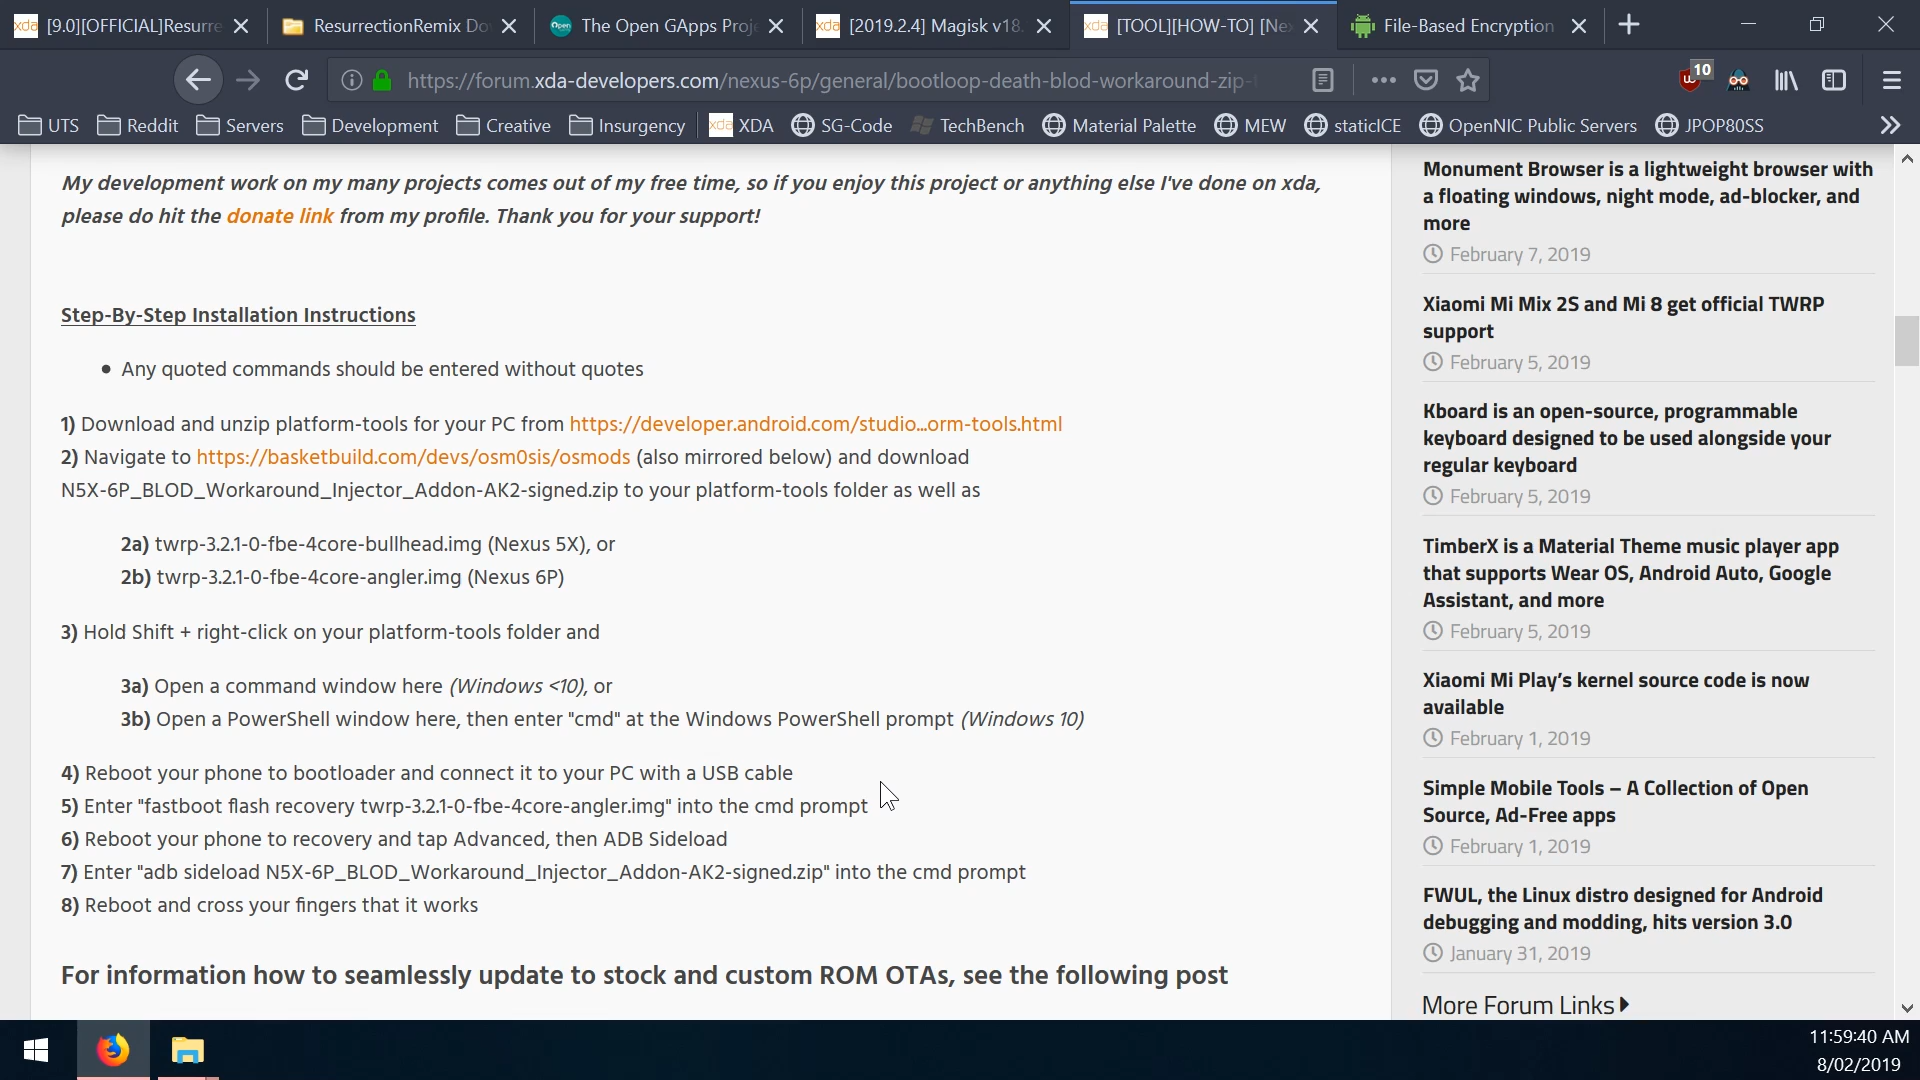 [9.0][OFFICIAL]Resurre
ResurrectionRemix Do
The Open GApps Proje
[2019.2.4] Magisk v18.
[TOOL][HOW-TO] [Nex
File-Based Encryption
https://forum.xda-developers.com/nexus-6p/general/bootloop-death-blod-workaround-zip-
10
UTS
Reddit
Servers
Development
Creative
Insurgency
XDA
SG-Code
TechBench
Material Palette
MEW
staticICE
OpenNIC Public Servers
JPOP80SS
My development work on my many projects comes out of my free time, so if you enjoy this project or anything else I've done on xda,
please do hit the donate link from my profile. Thank you for your support!
Step-By-Step Installation Instructions
• Any quoted commands should be entered without quotes
1) Download and unzip platform-tools for your PC from https://developer.android.com/studio...orm-tools.html
2) Navigate to https://basketbuild.com/devs/osm0sis/osmods (also mirrored below) and download
N5X-6P_BLOD_Workaround_Injector_Addon-AK2-signed.zip to your platform-tools folder as well as
2a) twrp-3.2.1-0-fbe-4core-bullhead.img (Nexus 5X), or
2b) twrp-3.2.1-0-fbe-4core-angler.img (Nexus 6P)
3) Hold Shift + right-click on your platform-tools folder and
3a) Open a command window here (Windows <10), or
3b) Open a PowerShell window here, then enter "cmd" at the Windows PowerShell prompt (Windows 10)
4) Reboot your phone to bootloader and connect it to your PC with a USB cable
5) Enter "fastboot flash recovery twrp-3.2.1-0-fbe-4core-angler.img" into the cmd prompt
6) Reboot your phone to recovery and tap Advanced, then ADB Sideload
7) Enter "adb sideload N5X-6P_BLOD_Workaround_Injector_Addon-AK2-signed.zip" into the cmd prompt
8) Reboot and cross your fingers that it works
For information how to seamlessly update to stock and custom ROM OTAs, see the following post
Monument Browser is a lightweight browser with
a floating windows, night mode, ad-blocker, and
more
February 7, 2019
Xiaomi Mi Mix 2S and Mi 8 get official TWRP
support
February 5, 2019
Kboard is an open-source, programmable
keyboard designed to be used alongside your
regular keyboard
February 5, 2019
TimberX is a Material Theme music player app
that supports Wear OS, Android Auto, Google
Assistant, and more
February 5, 2019
Xiaomi Mi Play’s kernel source code is now
available
February 1, 2019
Simple Mobile Tools – A Collection of Open
Source, Ad-Free apps
February 1, 2019
FWUL, the Linux distro designed for Android
debugging and modding, hits version 3.0
January 31, 2019
More Forum Links
11:59:40 AM
8/02/2019